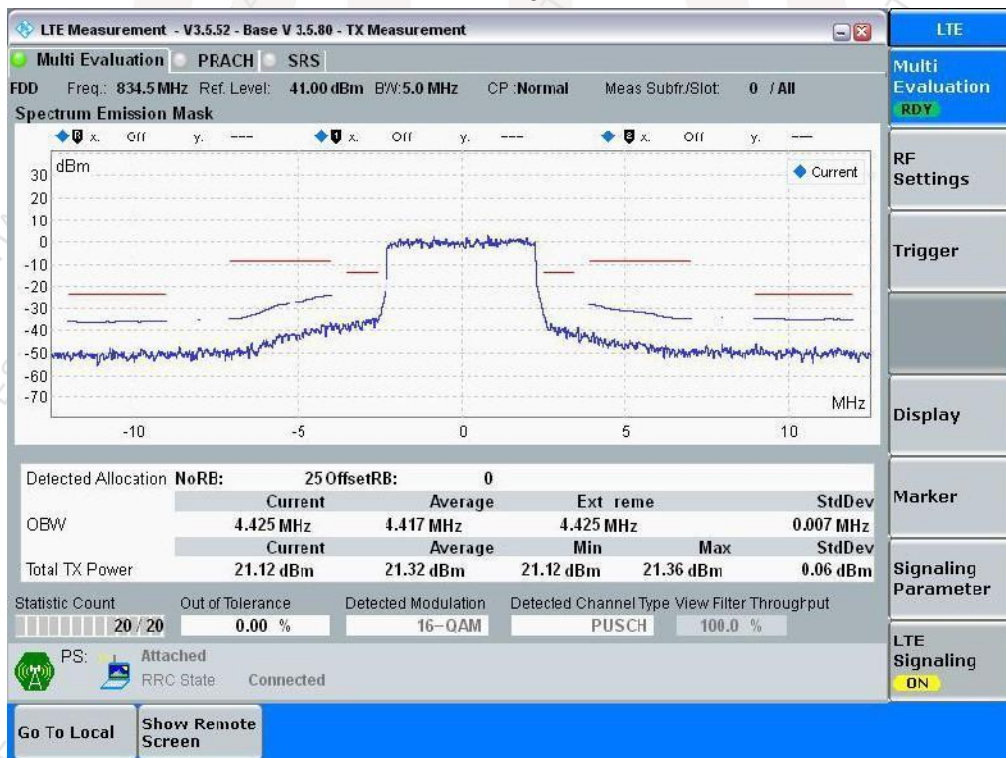 LTE Measurement - V3.5.52 - Base V 3.5.80 - TX Measurement
LTE
Multi Evaluation PRACH SRS
Multi Evaluation
RDY
FDD Freq.: 834.5 MHz Ref. Level: 41.00 dBm BW: 5.0 MHz CP :Normal Meas Subfr./Slot: 0 / All
Spectrum Emission Mask
0 x. Off y. --- 1 x. Off y. --- 2 x. Off y. ---
dBm
Current
30
20
10
0
-10
-20
-30
-40
-50
-60
-70
MHz
-10 -5 0 5 10
RF Settings
Trigger
Display
Marker
Signaling Parameter
LTE Signaling
ON
Detected Allocation NoRB: 25 OffsetRB: 0
Current Average Ext reme StdDev
OBW 4.425 MHz 4.417 MHz 4.425 MHz 0.007 MHz
Current Average Min Max StdDev
Total TX Power 21.12 dBm 21.32 dBm 21.12 dBm 21.36 dBm 0.06 dBm
Statistic Count Out of Tolerance Detected Modulation Detected Channel Type View Filter Throughput
20 / 20 0.00 % 16-QAM PUSCH 100.0 %
PS: Attached
RRC State Connected
Go To Local Show Remote Screen